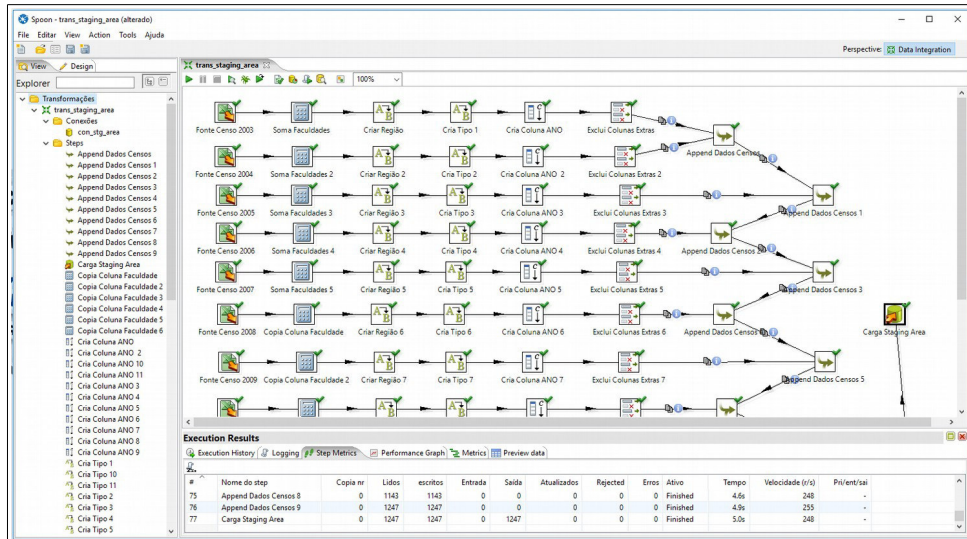 Spoon - trans_staging_area (alterado)
File Editar View Action Tools Ajuda
Perspective: Data Integration
View Design
Explorer
Transformações
trans_staging_area
Conexões
con_stg_area
Steps
Append Dados Censos
Append Dados Censos 1
Append Dados Censos 2
Append Dados Censos 3
Append Dados Censos 4
Append Dados Censos 5
Append Dados Censos 6
Append Dados Censos 7
Append Dados Censos 8
Append Dados Censos 9
Carga Staging Area
Copia Coluna Faculdade
Copia Coluna Faculdade 2
Copia Coluna Faculdade 3
Copia Coluna Faculdade 4
Copia Coluna Faculdade 5
Copia Coluna Faculdade 6
Cria Coluna ANO
Cria Coluna ANO 2
Cria Coluna ANO 10
Cria Coluna ANO 11
Cria Coluna ANO 3
Cria Coluna ANO 4
Cria Coluna ANO 5
Cria Coluna ANO 6
Cria Coluna ANO 7
Cria Coluna ANO 8
Cria Coluna ANO 9
Cria Tipo 1
Cria Tipo 10
Cria Tipo 11
Cria Tipo 2
Cria Tipo 3
Cria Tipo 4
Cria Tipo 5
trans_staging_area
100%
Fonte Censo 2003 Soma Faculdades Criar Região Cria Tipo 1 Cria Coluna ANO Exclui Colunas Extras
Append Dados Censos
Fonte Censo 2004 Soma Faculdades 2 Criar Região 2 Cria Tipo 2 Cria Coluna ANO 2 Exclui Colunas Extras 2
Fonte Censo 2005 Soma Faculdades 3 Criar Região 3 Cria Tipo 3 Cria Coluna ANO 3 Exclui Colunas Extras 3 Append Dados Censos 1
Fonte Censo 2006 Soma Faculdades 4 Criar Região 4 Cria Tipo 4 Cria Coluna ANO 4 Exclui Colunas Extras 4 Append Dados Censos 2
Fonte Censo 2007 Soma Faculdades 5 Criar Região 5 Cria Tipo 5 Cria Coluna ANO 5 Exclui Colunas Extras 5 Append Dados Censos 3
Fonte Censo 2008 Copia Coluna Faculdade Criar Região 6 Cria Tipo 6 Cria Coluna ANO 6 Exclui Colunas Extras 6 Append Dados Censos Carga Staging Area
Fonte Censo 2009 Copia Coluna Faculdade 2 Criar Região 7 Cria Tipo 7 Cria Coluna ANO 7 Exclui Colunas Extras 7 Append Dados Censos 5
Execution Results
Execution History Logging Step Metrics Performance Graph Metrics Preview data
# Nome do step Copia nr Lidos escritos Entrada Saída Atualizados Rejected Erros Ativo Tempo Velocidade (r/s) Pri/ent/sai
75 Append Dados Censos 8 0 1143 1143 0 0 0 0 0 Finished 4.6s 248 -
76 Append Dados Censos 9 0 1247 1247 0 0 0 0 0 Finished 4.9s 255 -
77 Carga Staging Area 0 1247 1247 0 1247 0 0 0 Finished 5.0s 248 -